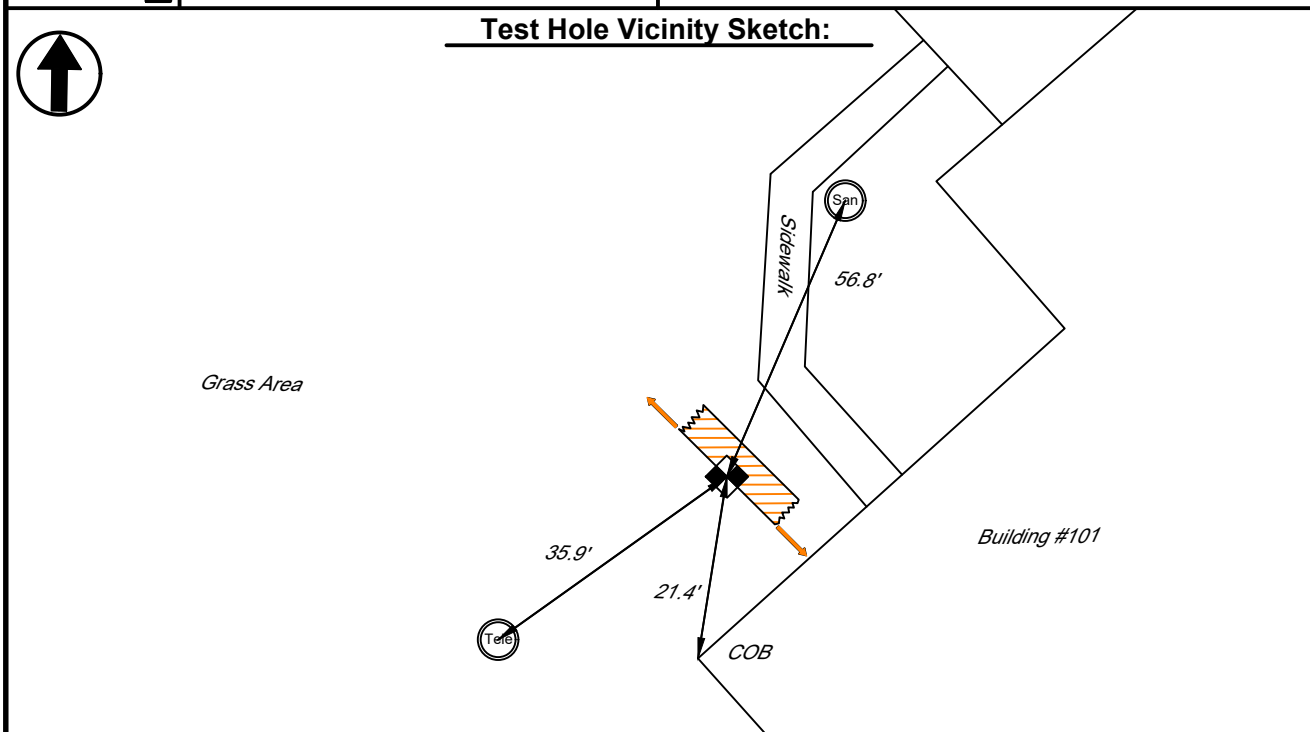 Test Hole Vicinity Sketch:
San
Sidewalk
56.8'
Grass Area
Building #101
35.9'
21.4'
Tele
COB